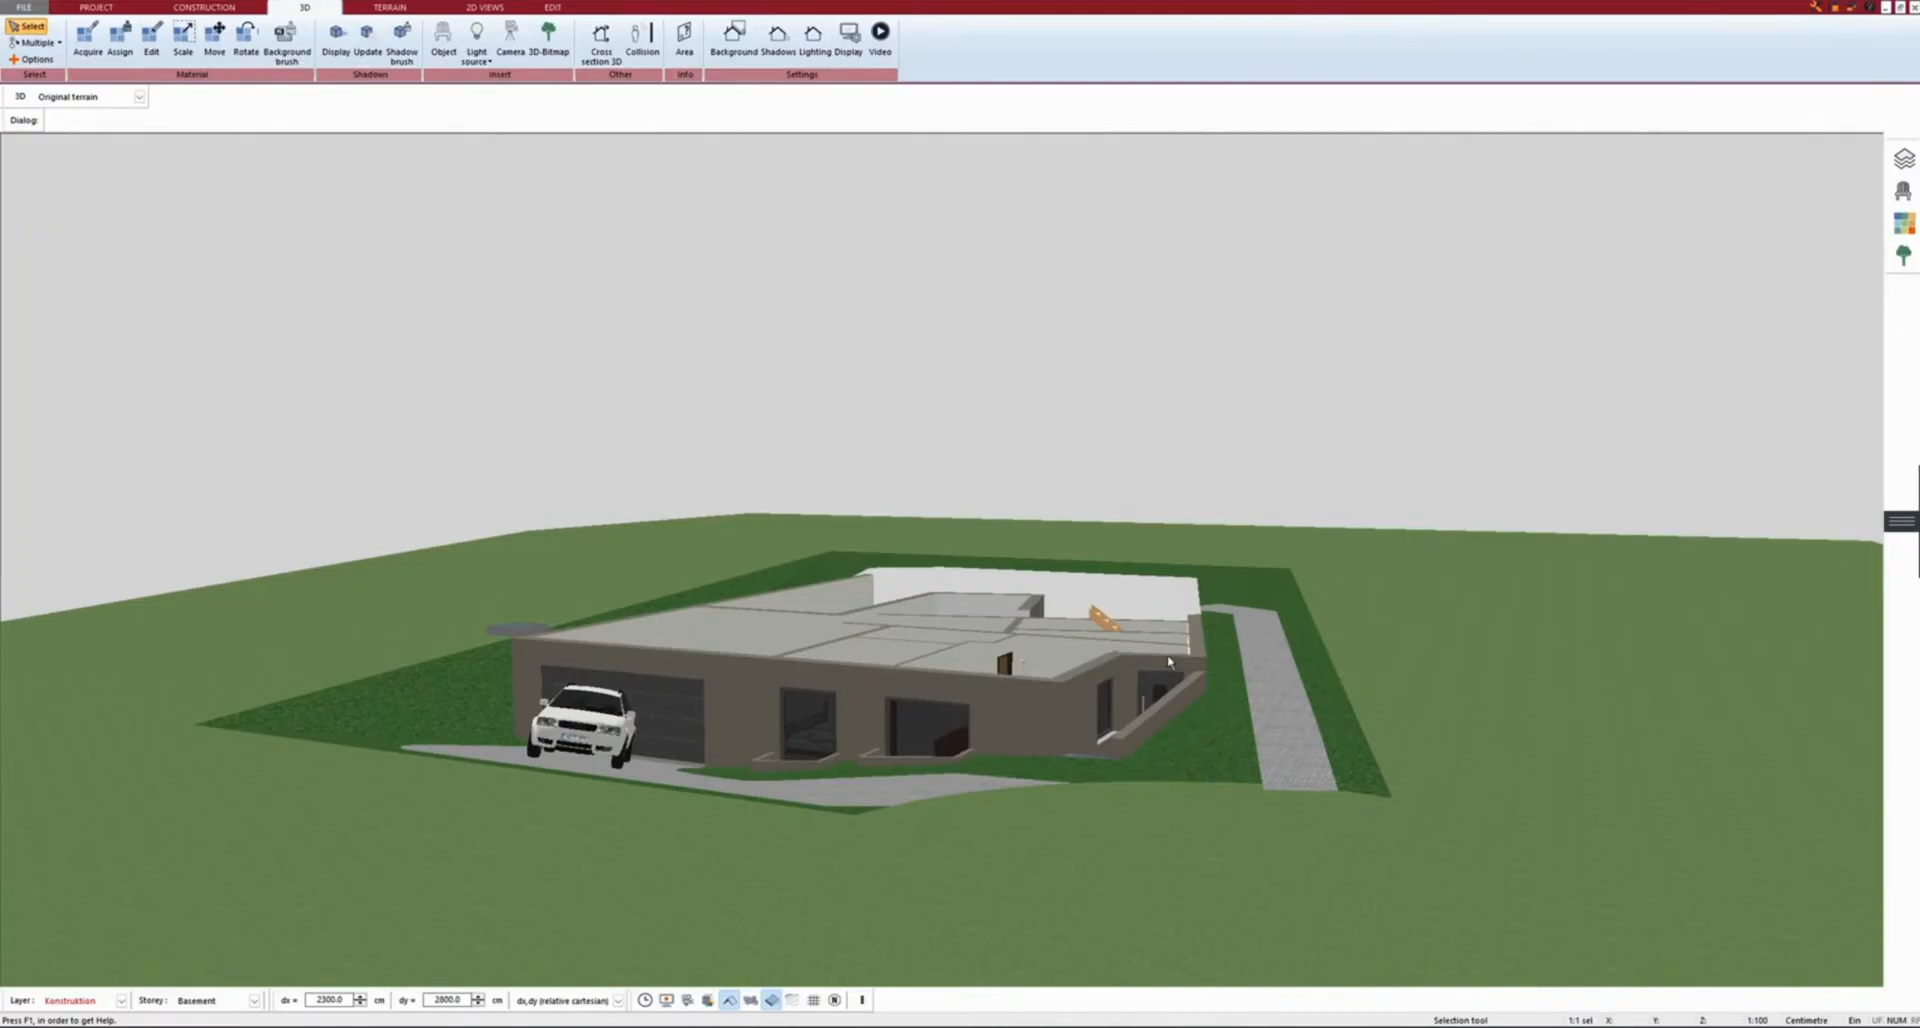 FILE PROJECT CONSTRUCTION 3D TERRAIN 2D VIEWS EDIT
Select
Multiple
Options
Acquire Assign Edit Scale Move Rotate Background brush
Display Update Shadow brush
Object Light source Camera 3D-Bitmap
Cross section 3D Collision
Area
Background Shadows Lighting Display Video
Select Material Shadows Insert Other Info Settings
3D Original terrain
Dialog:
Layer: Konstruktion Storey: Basement dx = 2300.0 cm dy = 2800.0 cm dx,dy (relative cartesian)
Press F1, in order to get Help. Selection tool 1:1 sel X: Y: Z: 1:100 Centimetre Ein UF NUM RF